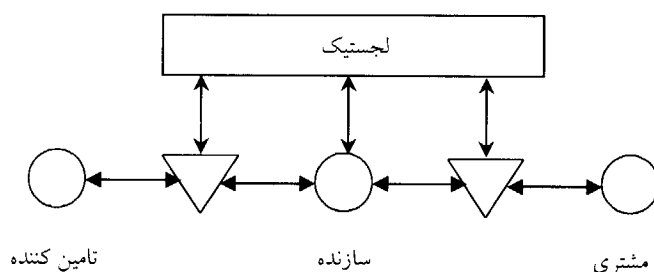 لجستیک
مشتری
سازنده
تامین کننده